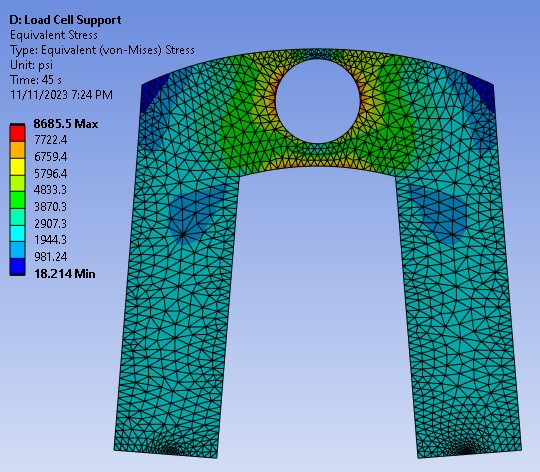 D: Load Cell Support
Equivalent Stress
Type: Equivalent (von-Mises) Stress
Unit: psi
Time: 45 s
11/11/2023 7:24 PM
8685.5 Max
7722.4
6759.4
5796.4
4833.3
3870.3
2907.3
1944.3
981.24
18.214 Min